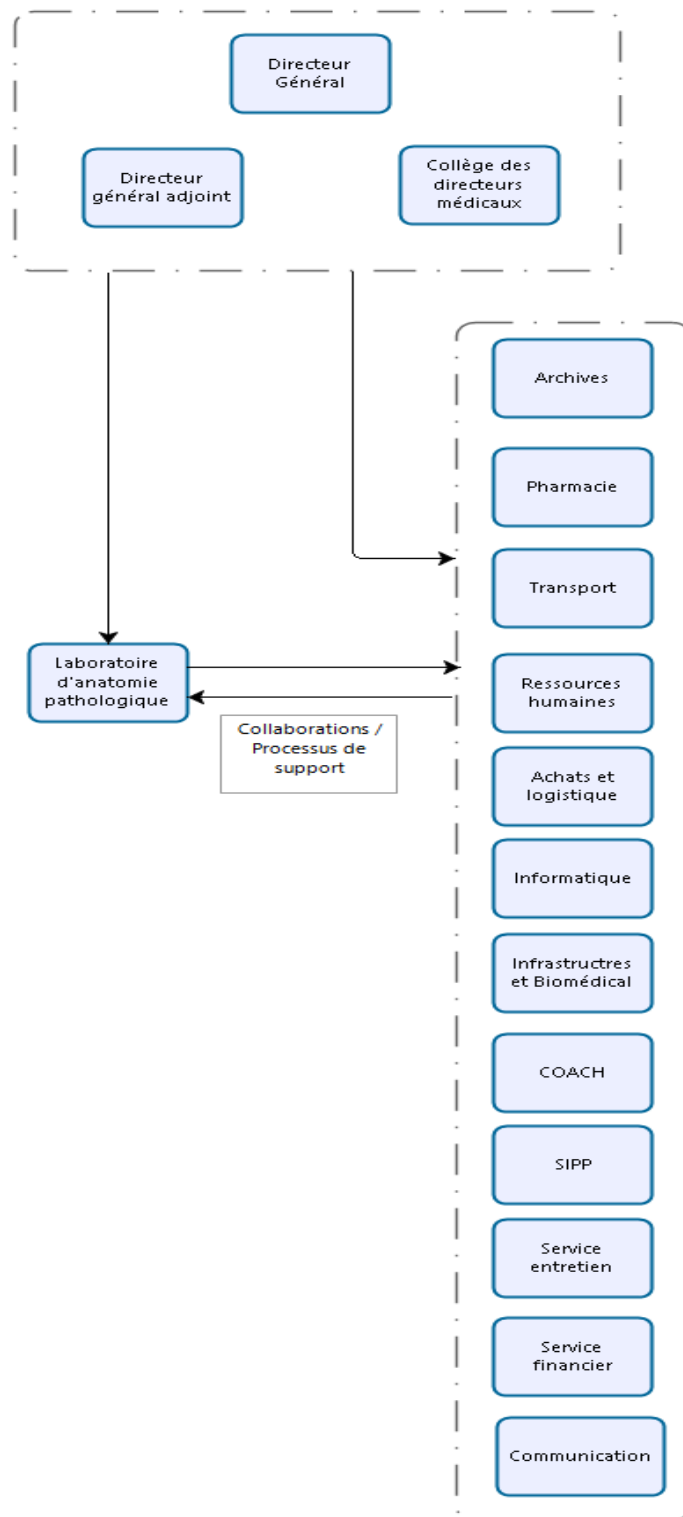 Directeur
Général
Directeur
général adjoint
Collège des
directeurs
médicaux
Archives
Pharmacie
Transport
Laboratoire
d'anatomie
pathologique
Collaborations /
Processus de
support
Ressources
humaines
Achats et
logistique
Informatique
Infrastructres
et Biomédical
COACH
SIPP
Service
entretien
Service
financier
Communication